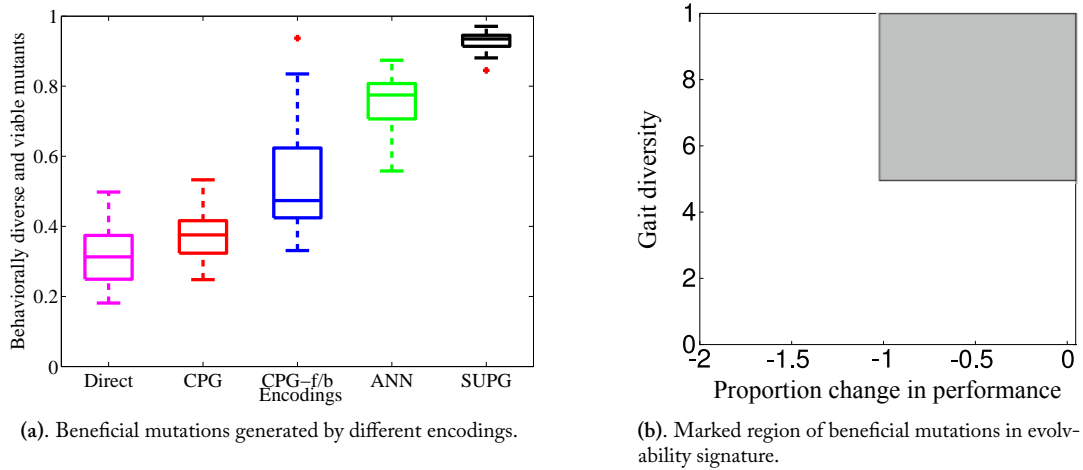 1
0.8
0.6
0.4
0.2
0
Behaviorally diverse and viable mutants
Direct CPG CPG–f/b ANN SUPG
Encodings
(a). Beneficial mutations generated by different encodings.
1
8
6
4
2
0
Gait diversity
-2 -1.5 -1 -0.5 0
Proportion change in performance
(b). Marked region of beneficial mutations in evolv-
ability signature.